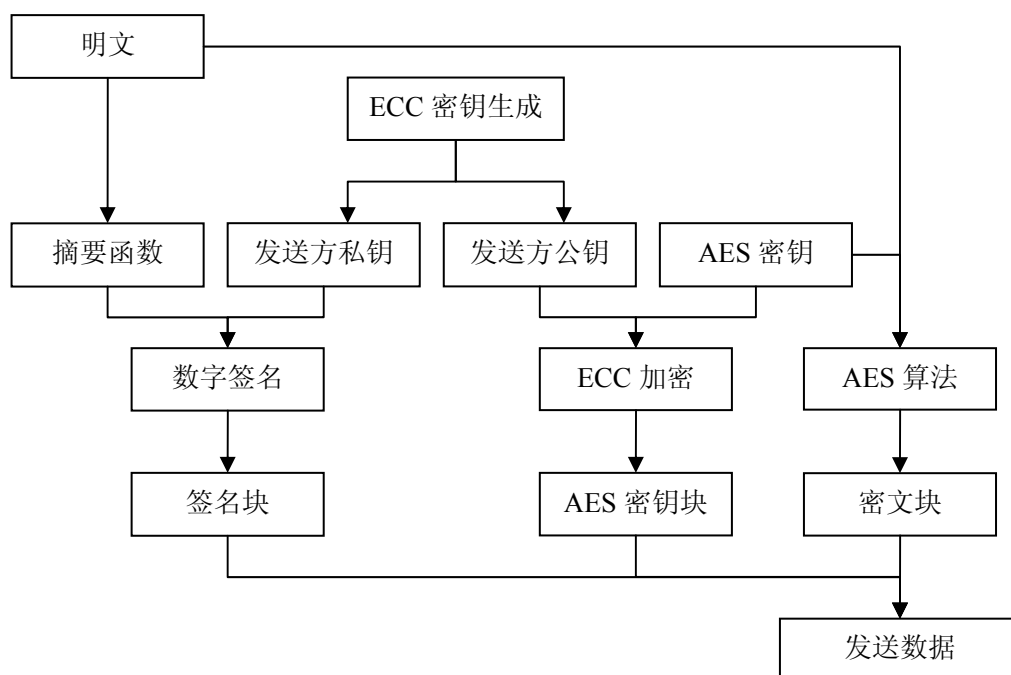 明文
ECC 密钥生成
摘要函数
发送方私钥
发送方公钥
AES 密钥
数字签名
ECC 加密
AES 算法
签名块
AES 密钥块
密文块
发送数据